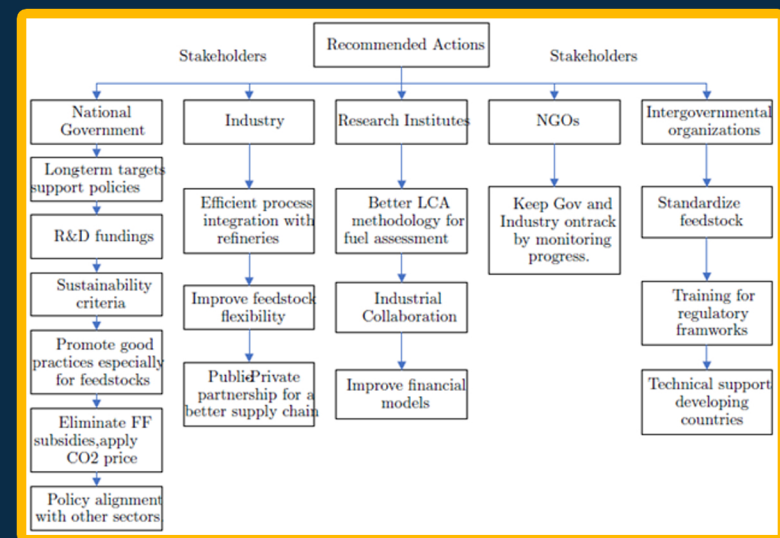 Recommended Actions
Stakeholders
Stakeholders
National
Government
Longterm targets
support policies
R&D fundings
Sustainability
criteria
Promote good
practices especially
for feedstocks
Eliminate FF
subsidies,apply
CO2 price
Policy alignment
with other sectors
Industry
Efficient process
integration with
refineries
Improve feedstock
flexibility
PublicPrivate
partnership for a
better supply chain
Research Institutes
Better LCA
methodology for
fuel assessment
Industrial
Collaboration
Improve financial
models
NGOs
Keep Gov and
Industry ontrack
by monitoring
progress.
Intergovernmental
organizations
Standardize
feedstock
Training for
regulatory
framworks
Technical support
developing
countries